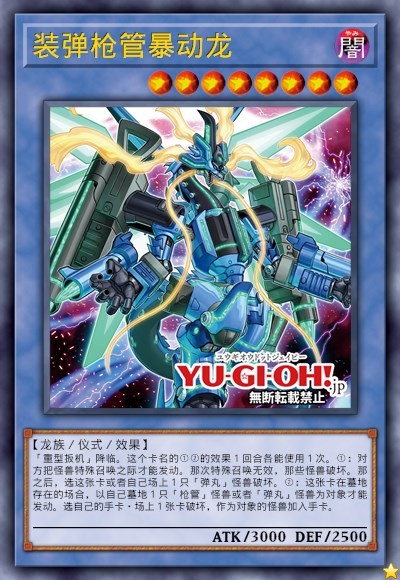 装弹枪管暴动龙
やみ
闇
ユウギオウドットジェイピー
YU-GI-OH!.jp
無断転載禁止
【龙族／仪式／效果】
「重型扳机」降临。这个卡名的①②的效果１回合各能使用１次。①：对
方把怪兽特殊召唤之际才能发动。那次特殊召唤无效，那些怪兽破坏。那
之后，选这张卡或者自己场上１只「弹丸」怪兽破坏。②：这张卡在墓地
存在的场合，以自己墓地１只「枪管」怪兽或者「弹丸」怪兽为对象才能
发动。选自己的手卡·场上１张卡破坏，作为对象的怪兽加入手卡。
ATK/3000 DEF/2500